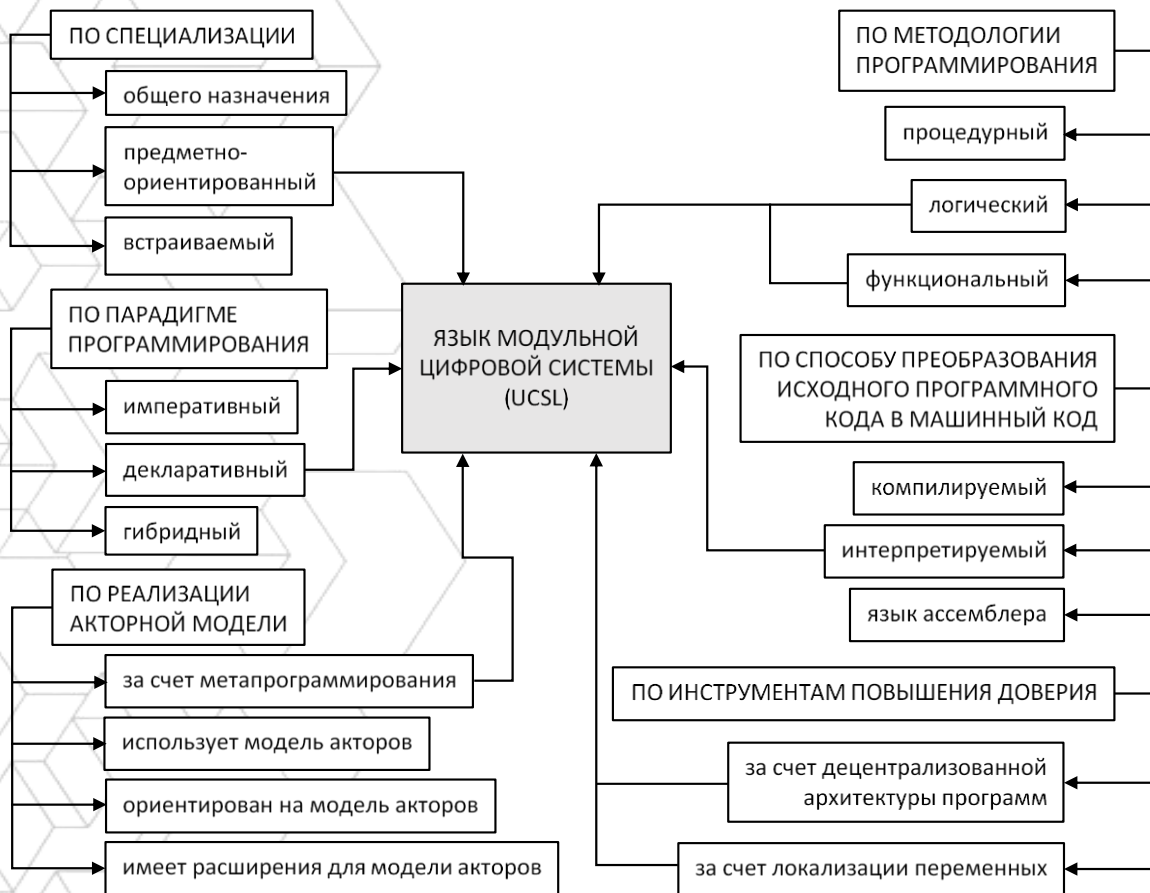 ПО СПЕЦИАЛИЗАЦИИ
общего назначения
предметно-
ориентированный
встраиваемый
ПО ПАРАДИГМЕ
ПРОГРАММИРОВАНИЯ
императивный
декларативный
гибридный
ПО РЕАЛИЗАЦИИ
АКТОРНОЙ МОДЕЛИ
за счет метапрограммирования
использует модель акторов
ориентирован на модель акторов
имеет расширения для модели акторов
ЯЗЫК МОДУЛЬНОЙ
ЦИФРОВОЙ СИСТЕМЫ
(UCSL)
ПО МЕТОДОЛОГИИ
ПРОГРАММИРОВАНИЯ
процедурный
логический
функциональный
ПО СПОСОБУ ПРЕОБРАЗОВАНИЯ
ИСХОДНОГО ПРОГРАММНОГО
КОДА В МАШИННЫЙ КОД
компилируемый
интерпретируемый
язык ассемблера
ПО ИНСТРУМЕНТАМ ПОВЫШЕНИЯ ДОВЕРИЯ
за счет децентрализованной
архитектуры программ
за счет локализации переменных